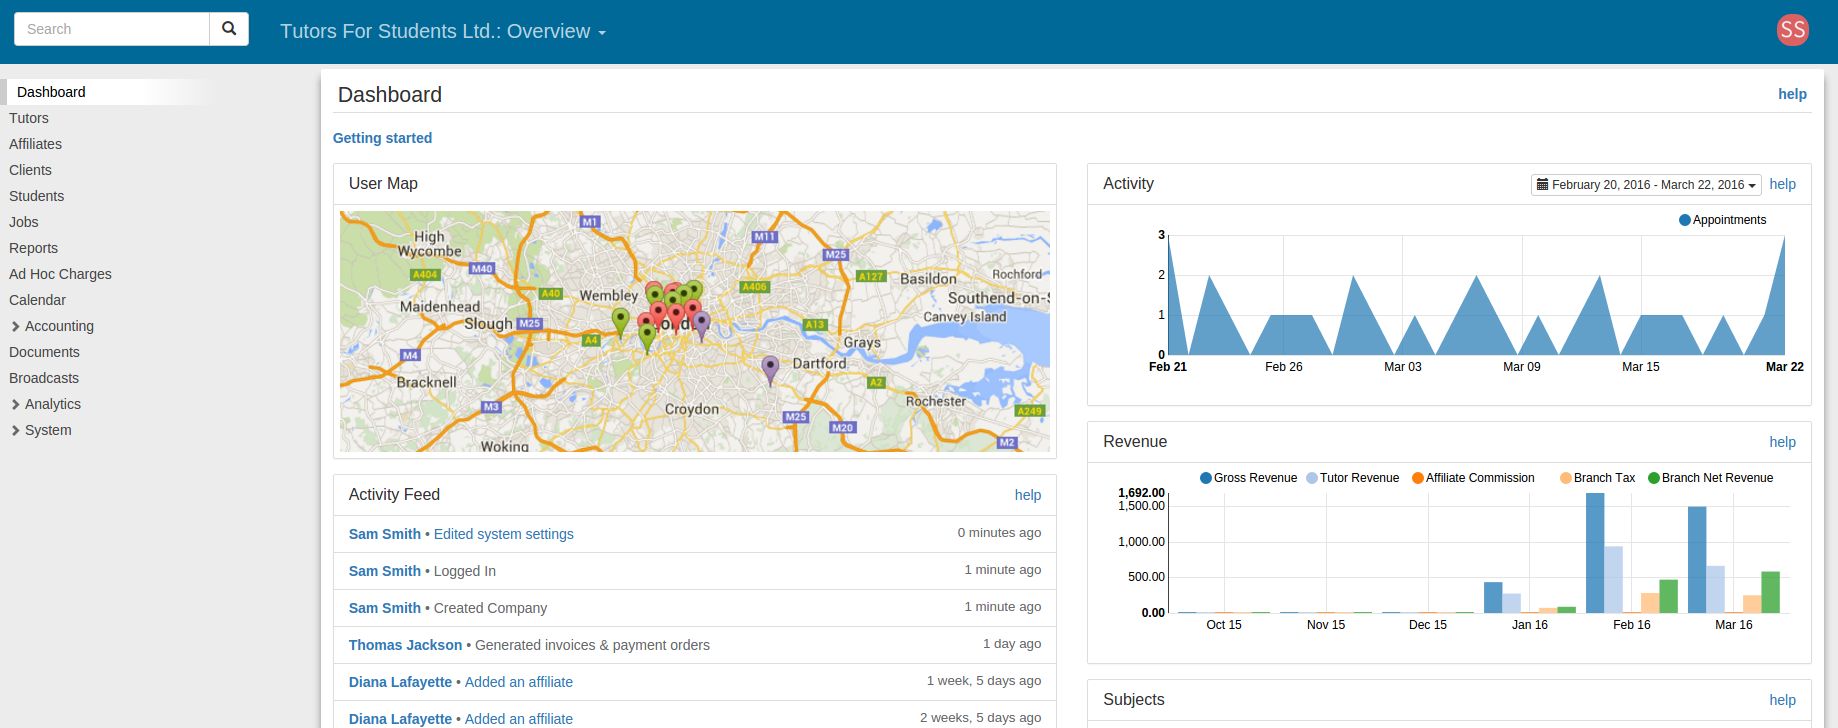 Search
Tutors For Students Ltd.: Overview
SS
Dashboard
Tutors
Affiliates
Clients
Students
Jobs
Reports
Ad Hoc Charges
Calendar
Accounting
Documents
Broadcasts
Analytics
System
Dashboard
help
Getting started
User Map
M1
High
Wycombe
M11
M25
A404
M40
A127
Basildon
Rochford
A40
Wembley
A406
Maidenhead
Southend-on-S
Slough
M25
Canvey Island
A13
A4
Grays
M4
Dartford
Bracknell
A2
Rochester
M3
Croydon
A249
M25
M20
Woking
M2
Activity Feed
help
Sam Smith • Edited system settings
0 minutes ago
Sam Smith • Logged In
1 minute ago
Sam Smith • Created Company
1 minute ago
Thomas Jackson • Generated invoices & payment orders
1 day ago
Diana Lafayette • Added an affiliate
1 week, 5 days ago
Diana Lafayette • Added an affiliate
2 weeks, 5 days ago
Activity
February 20, 2016 - March 22, 2016
help
Appointments
3
2
1
0
Feb 21
Feb 26
Mar 03
Mar 09
Mar 15
Mar 22
Revenue
help
Gross Revenue
Tutor Revenue
Affiliate Commission
Branch Tax
Branch Net Revenue
1,692.00
1,500.00
1,000.00
500.00
0.00
Oct 15
Nov 15
Dec 15
Jan 16
Feb 16
Mar 16
Subjects
help